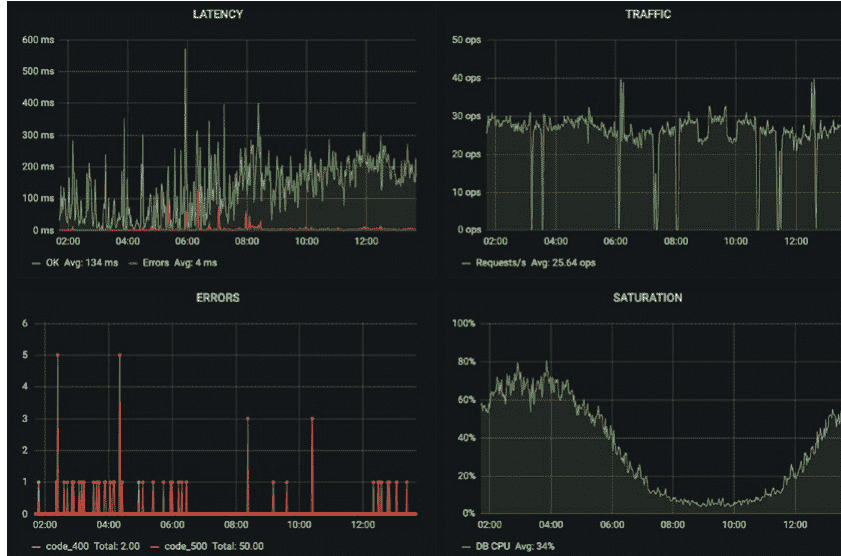 LATENCY
600 ms
500 ms
400 ms
300 ms
200 ms
100 ms
0 ms
02:00 04:00 06:00 08:00 10:00 12:00
OK Avg: 134 ms Errors Avg: 4 ms
TRAFFIC
50 ops
40 ops
30 ops
20 ops
10 ops
0 ops
02:00 04:00 06:00 08:00 10:00 12:00
Requests/s Avg: 25.64 ops
ERRORS
6
5
4
3
2
1
0
02:00 04:00 06:00 08:00 10:00 12:00
code_400 Total: 2.00 code_500 Total: 50.00
SATURATION
100%
80%
60%
40%
20%
0%
02:00 04:00 06:00 08:00 10:00 12:00
DB CPU Avg: 34%